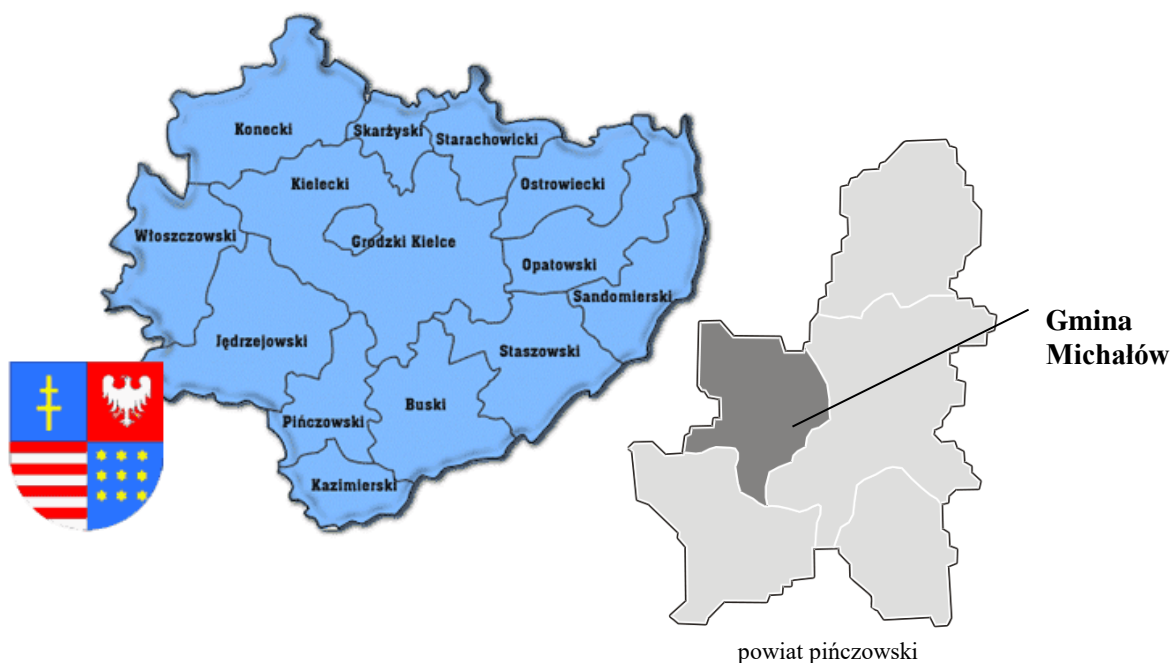 Konecki
Skarżyski
Starachowicki
Kielecki
Ostrowiecki
Włoszczowski
Grodzki Kielce
Opatowski
Sandomierski
Jędrzejowski
Staszowski
Buski
Pińczowski
Kazimierski
Gmina
Michałów
powiat pińczowski